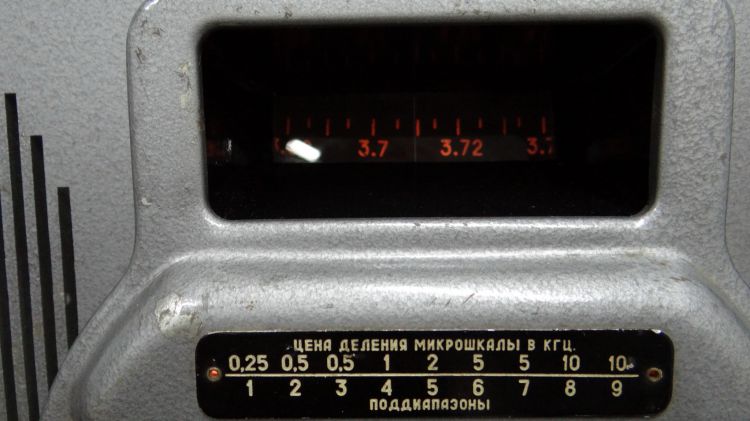 3.7 3.72 3.7
ЦЕНА ДЕЛЕНИЯ МИКРОШКАЛЫ В КГЦ.
0,25 0,5 0,5 1 2 5 5 10 10
1 2 3 4 5 6 7 8 9
ПОДДИАПАЗОНЫ